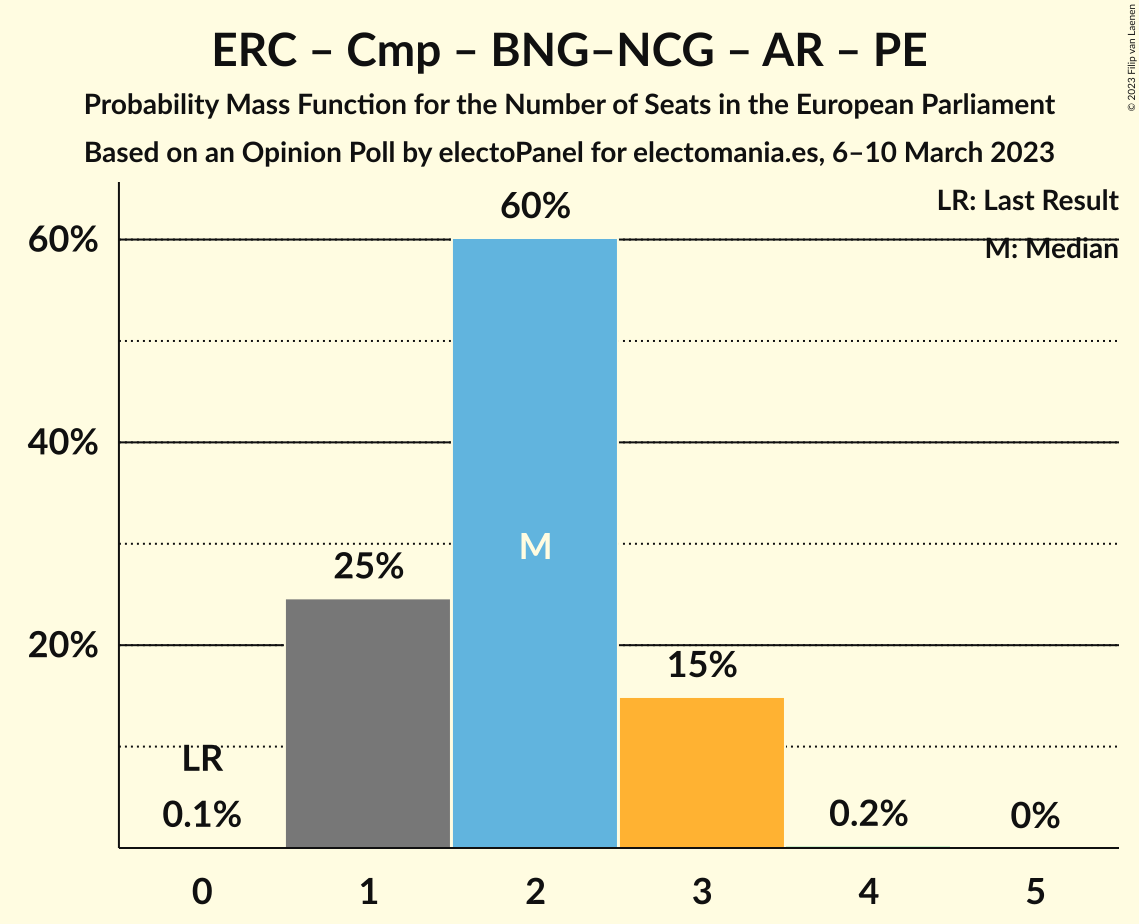 ERC – Cmp – BNG–NCG – AR – PE
Probability Mass Function for the Number of Seats in the European Parliament
Based on an Opinion Poll by electoPanel for electomania.es, 6–10 March 2023
© 2023 Filip van Laenen
LR: Last Result
M: Median
60%
40%
20%
60%
M
25%
15%
LR
0.1%
0.2%
0%
0 1 2 3 4 5